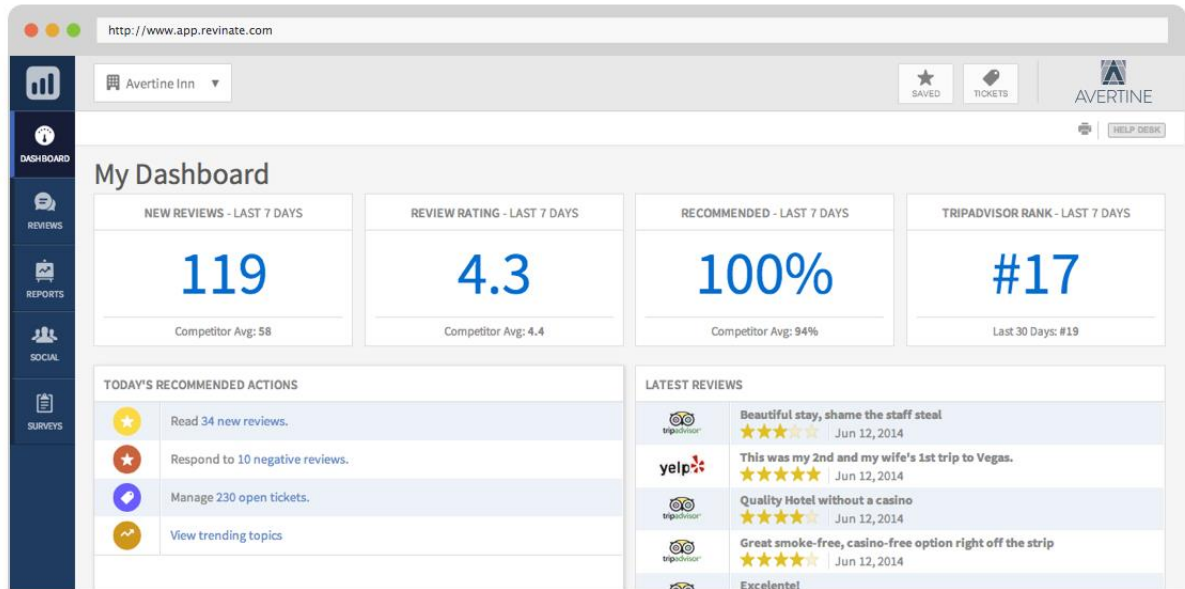 http://www.app.revinate.com
Avertine Inn
SAVED
TICKETS
AVERTINE
HELP DESK
DASHBOARD
REVIEWS
REPORTS
SOCIAL
SURVEYS
My Dashboard
NEW REVIEWS - LAST 7 DAYS
119
Competitor Avg: 58
REVIEW RATING - LAST 7 DAYS
4.3
Competitor Avg: 4.4
RECOMMENDED - LAST 7 DAYS
100%
Competitor Avg: 94%
TRIPADVISOR RANK - LAST 7 DAYS
#17
Last 30 Days: #19
TODAY'S RECOMMENDED ACTIONS
Read 34 new reviews.
Respond to 10 negative reviews.
Manage 230 open tickets.
View trending topics
LATEST REVIEWS
tripadvisor
Beautiful stay, shame the staff steal
Jun 12, 2014
yelp
This was my 2nd and my wife's 1st trip to Vegas.
Jun 12, 2014
tripadvisor
Quality Hotel without a casino
Jun 12, 2014
tripadvisor
Great smoke-free, casino-free option right off the strip
Jun 12, 2014
Excelente!